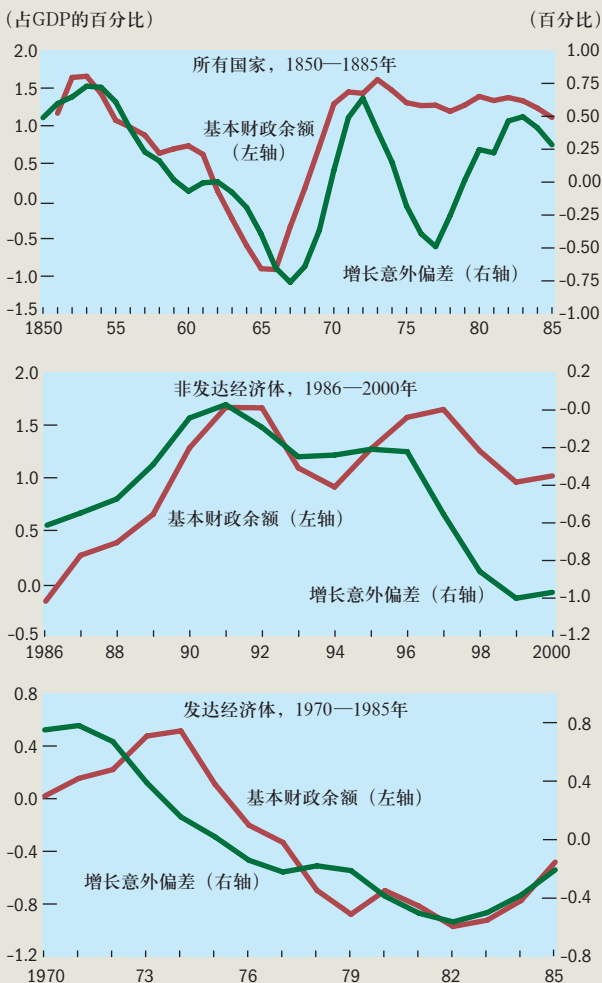 （占GDP的百分比）
（百分比）
所有国家，1850—1885年
2.0
1.5
1.0
0.5
0.0
–0.5
–1.0
–1.5
1.00
0.75
0.50
0.25
0.00
–0.25
–0.50
–0.75
–1.00
基本财政余额
（左轴）
增长意外偏差（右轴）
1850 55 60 65 70 75 80 85
非发达经济体，1986—2000年
2.0
1.5
1.0
0.5
0.0
–0.5
0.2
–0.0
–0.2
–0.4
–0.6
–0.8
–1.0
–1.2
基本财政余额（左轴）
增长意外偏差（右轴）
1986 88 90 92 94 96 98 2000
发达经济体，1970—1985年
0.8
0.4
0.0
–0.4
–0.8
–1.2
0.8
0.4
0.0
–0.4
–0.8
基本财政余额（左轴）
增长意外偏差（右轴）
1970 73 76 79 82 85